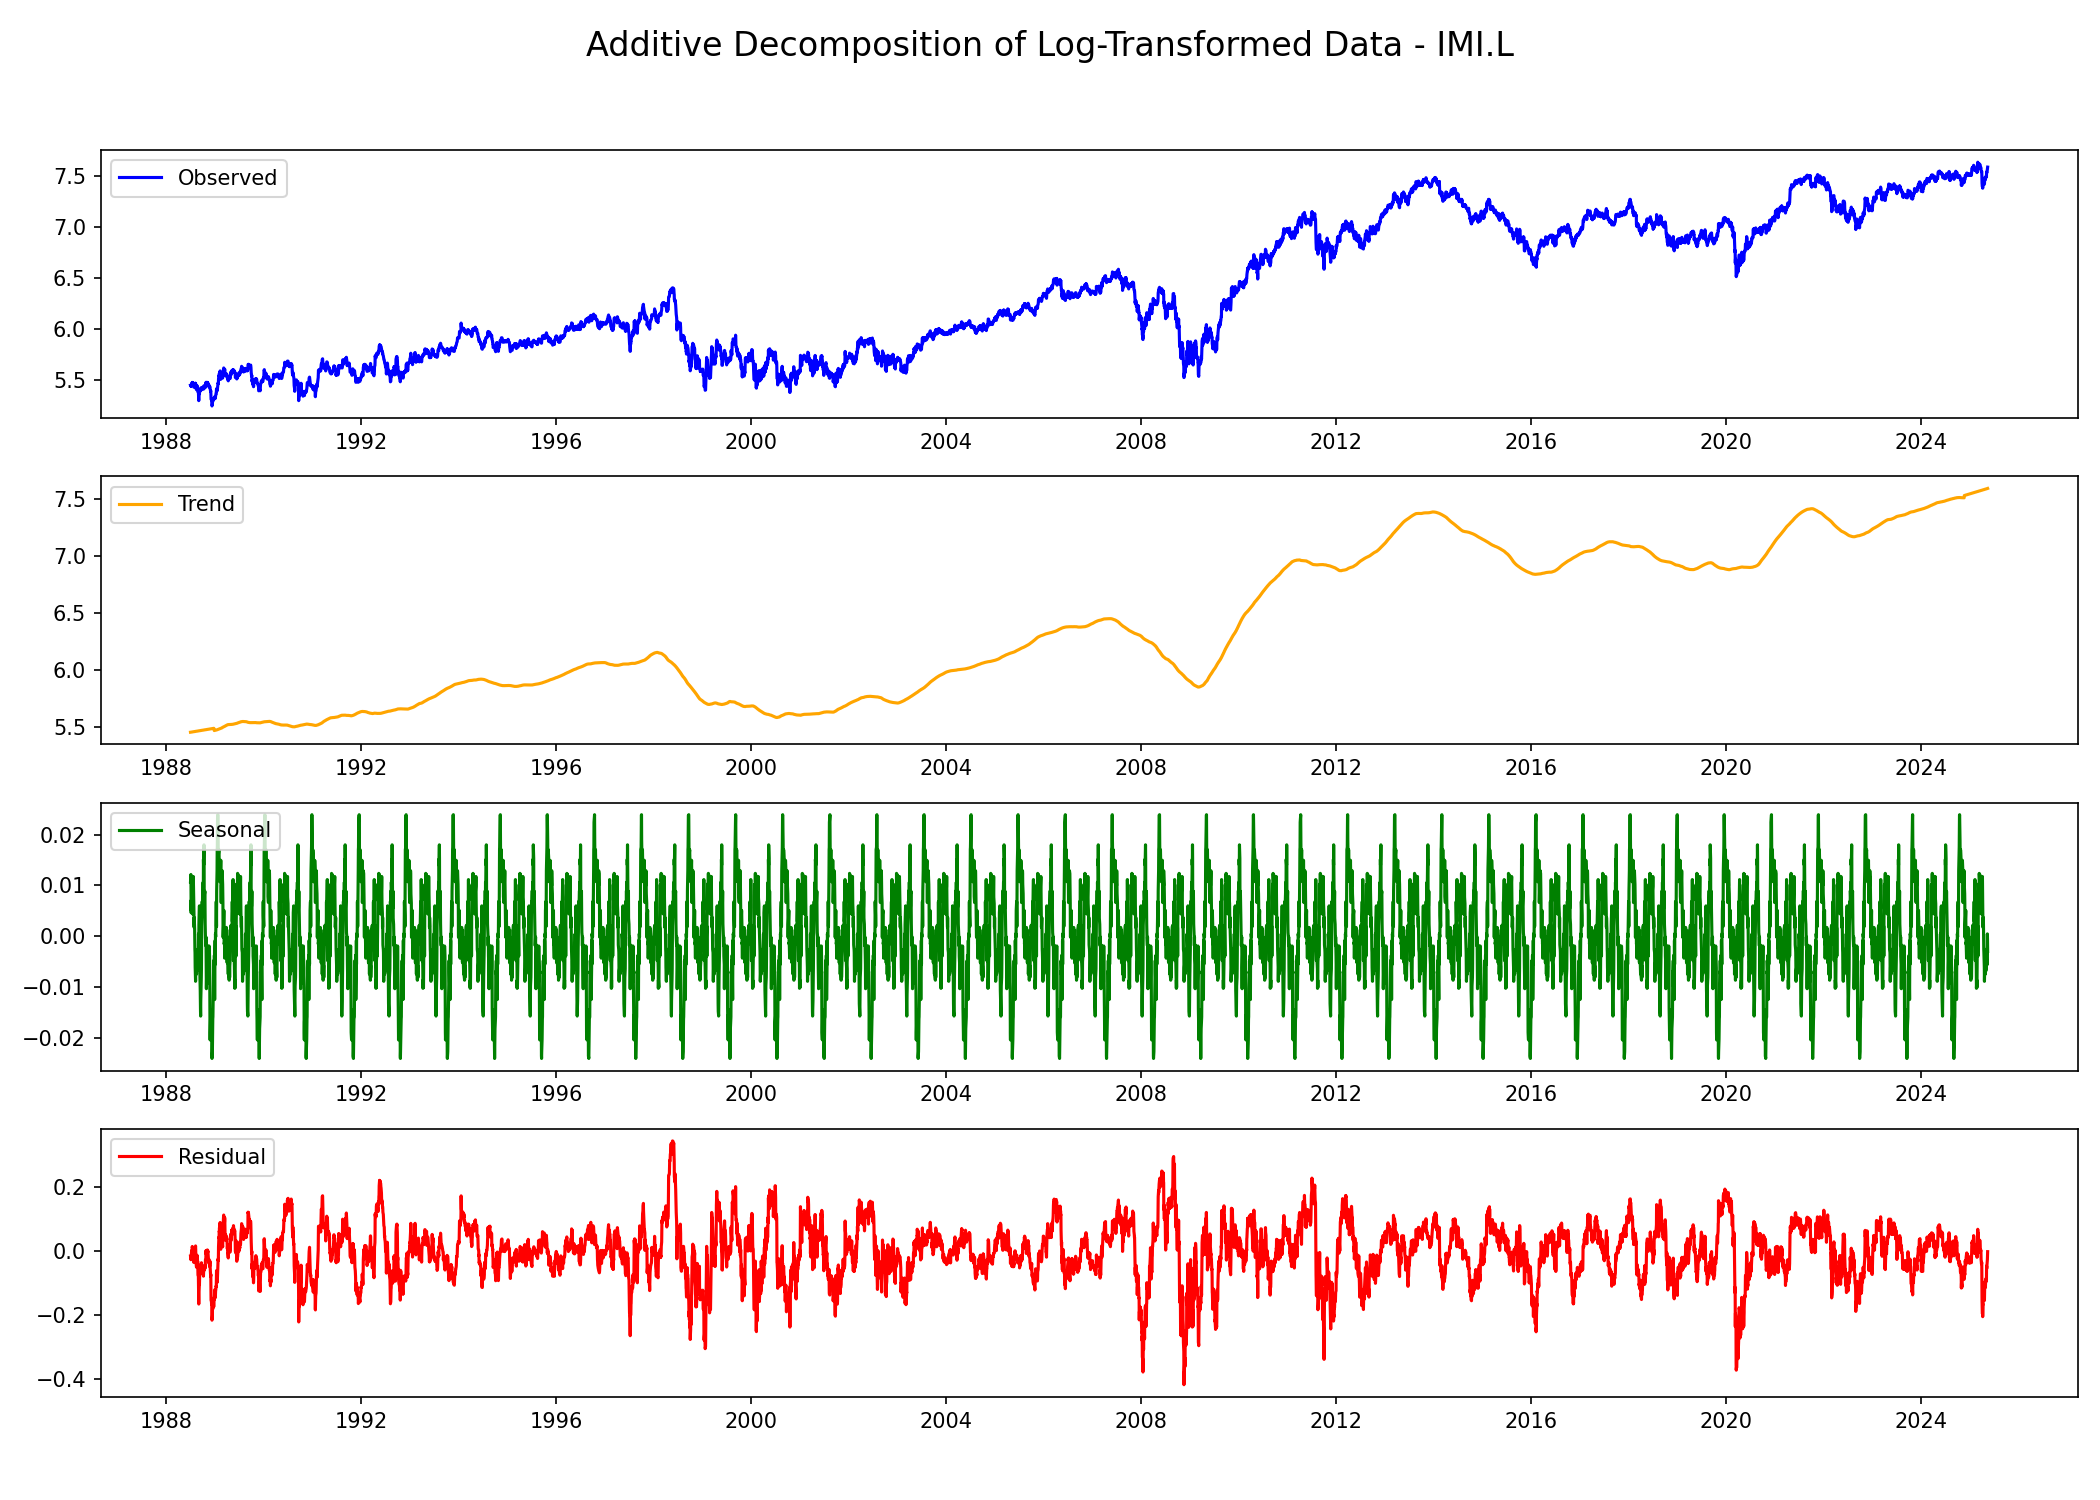 Additive Decomposition of Log-Transformed Data - IMI.L
Observed
7.5
7.0
6.5
6.0
5.5
1988 1992 1996 2000 2004 2008 2012 2016 2020 2024
Trend
7.5
7.0
6.5
6.0
5.5
1988 1992 1996 2000 2004 2008 2012 2016 2020 2024
Seasonal
0.02
0.01
0.00
−0.01
−0.02
1988 1992 1996 2000 2004 2008 2012 2016 2020 2024
Residual
0.2
0.0
−0.2
−0.4
1988 1992 1996 2000 2004 2008 2012 2016 2020 2024